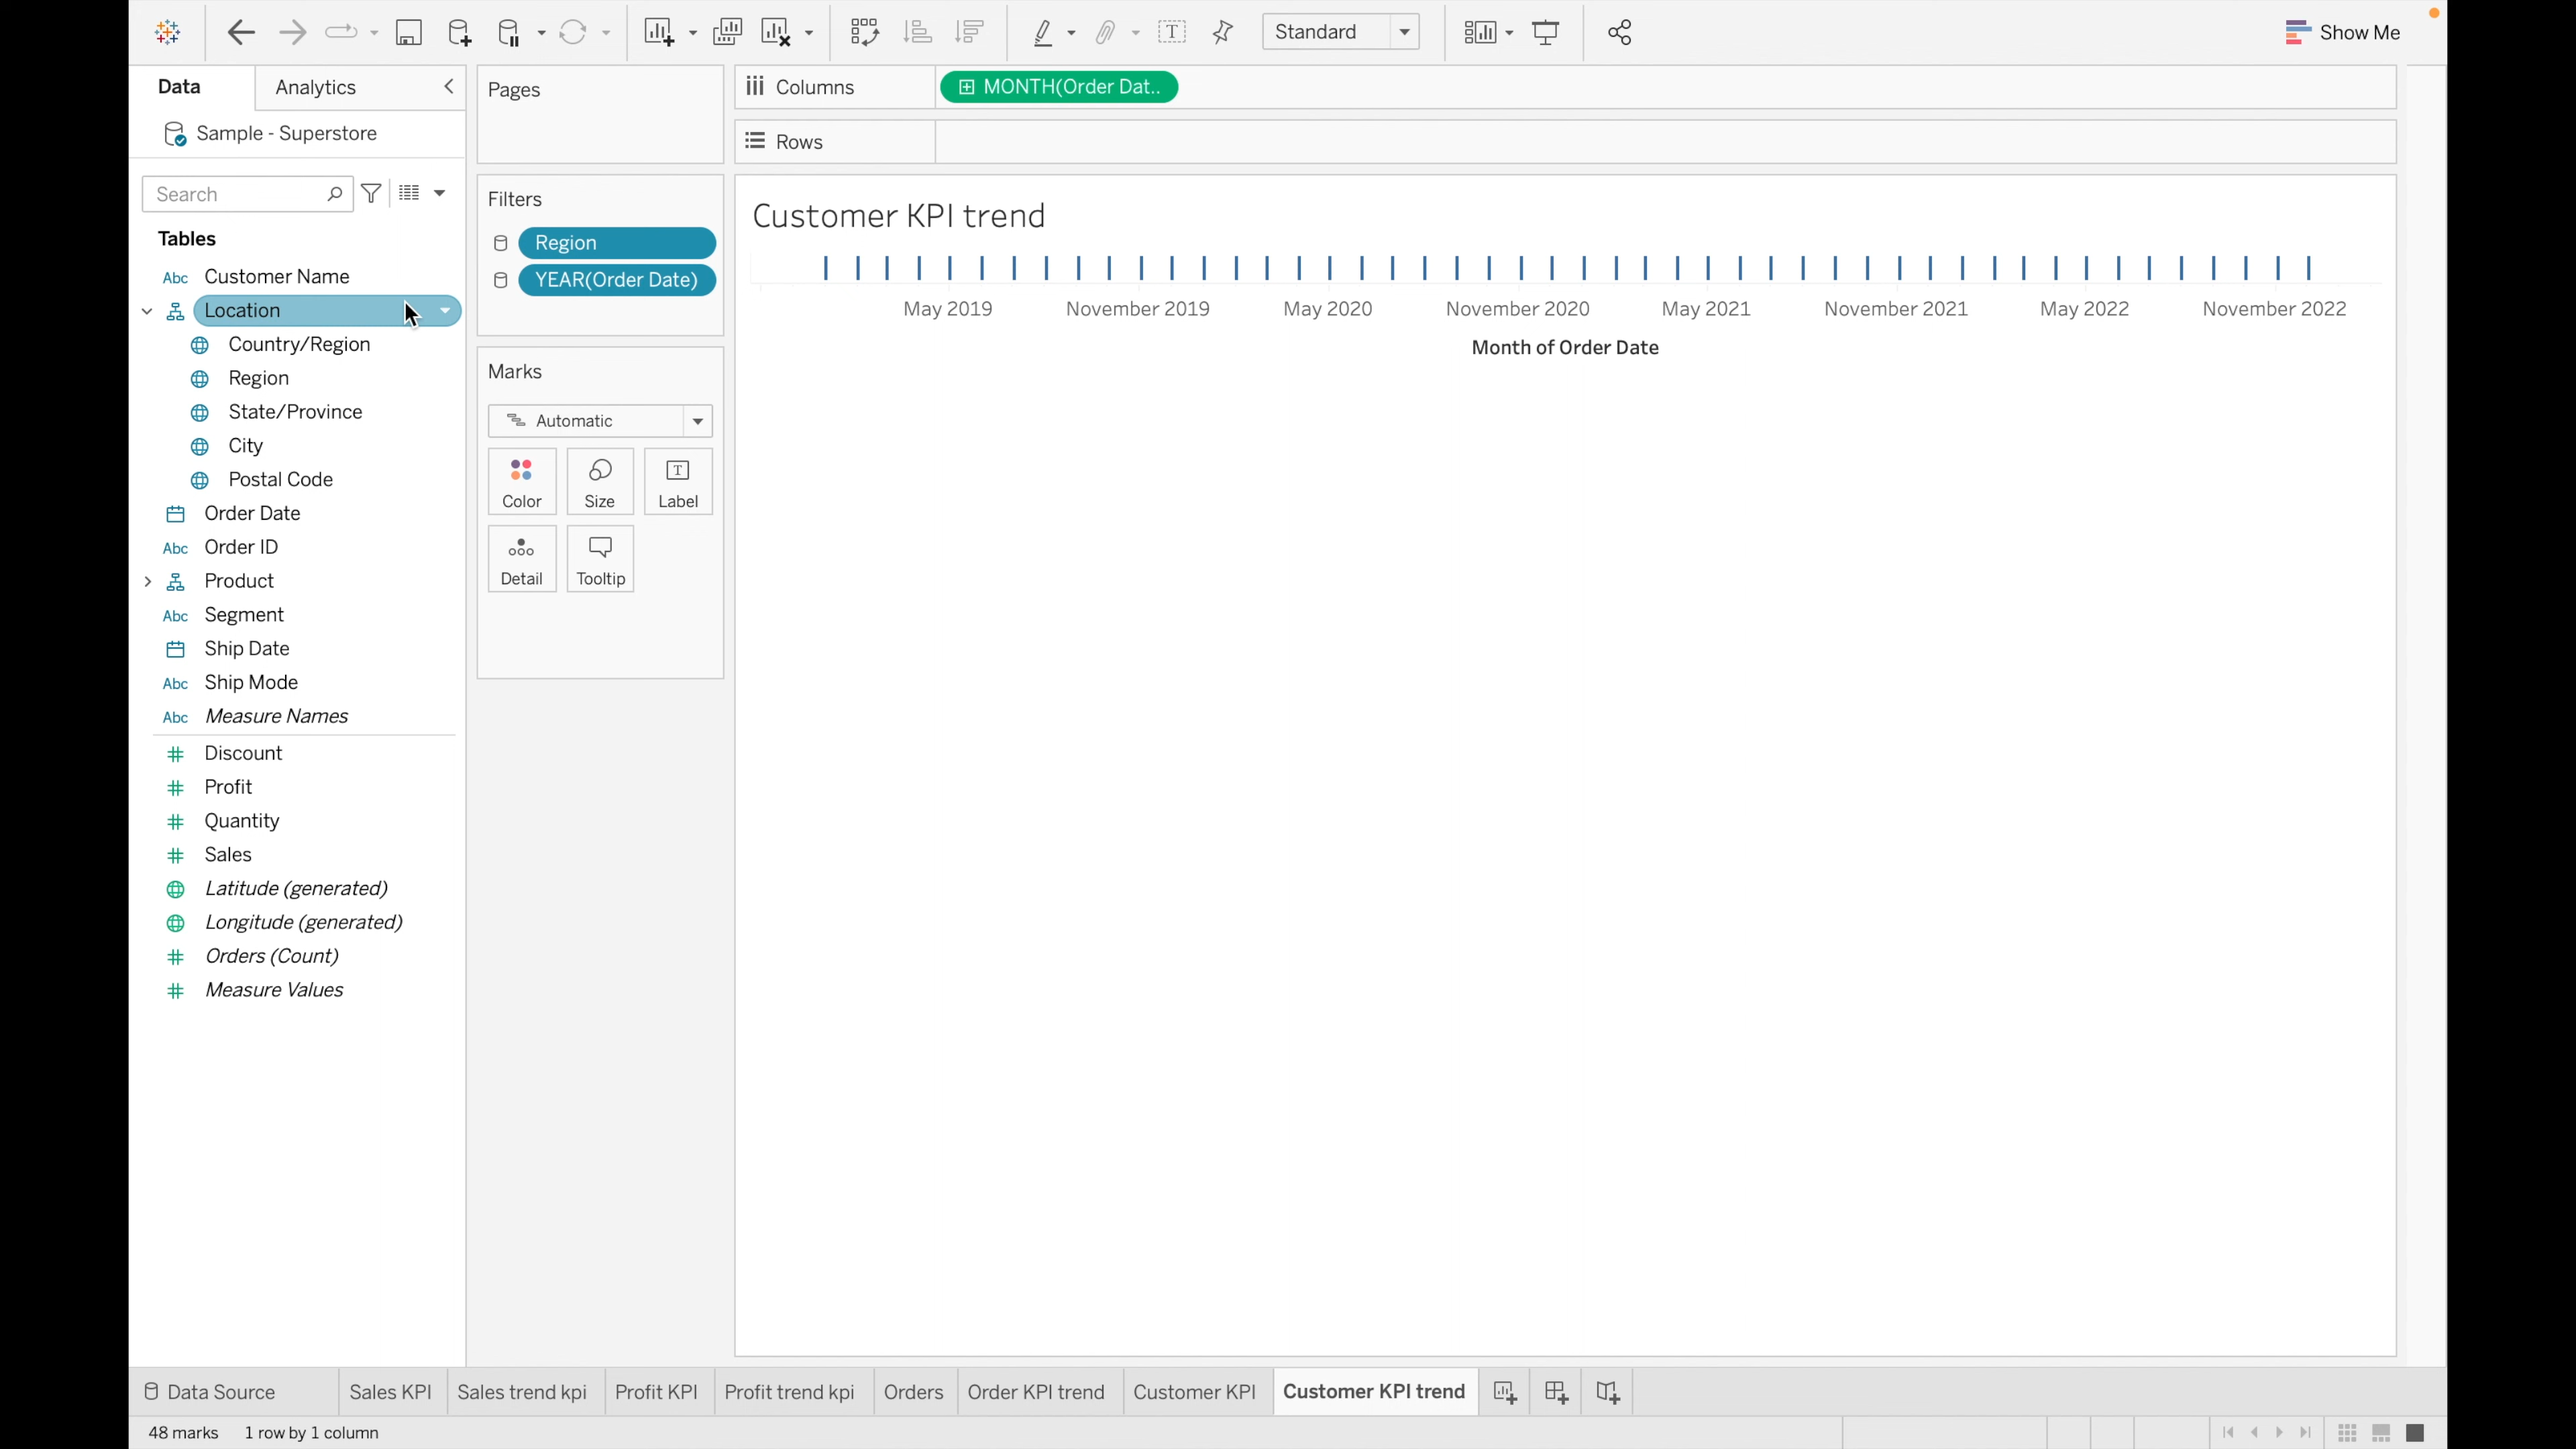 Standard
Show Me
Data
Analytics
Sample - Superstore
Search
Tables
Abc Customer Name
Location
Country/Region
Region
State/Province
City
Postal Code
Order Date
Abc Order ID
Product
Abc Segment
Ship Date
Abc Ship Mode
Abc Measure Names
# Discount
# Profit
# Quantity
# Sales
Latitude (generated)
Longitude (generated)
# Orders (Count)
# Measure Values
Pages
Filters
Region
YEAR(Order Date)
Marks
Automatic
Color
Size
T
Label
Detail
Tooltip
Columns
MONTH(Order Dat..
Rows
Customer KPI trend
May 2019 November 2019 May 2020 November 2020 May 2021 November 2021 May 2022 November 2022
Month of Order Date
Data Source Sales KPI Sales trend kpi Profit KPI Profit trend kpi Orders Order KPI trend Customer KPI Customer KPI trend
48 marks 1 row by 1 column